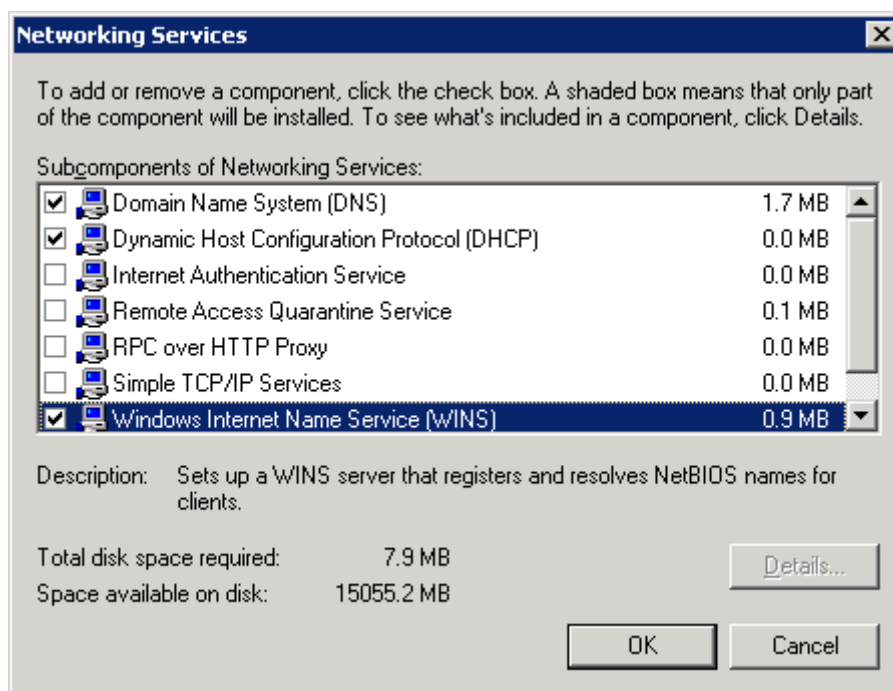 Networking Services
To add or remove a component, click the check box. A shaded box means that only part
of the component will be installed. To see what's included in a component, click Details.
Subcomponents of Networking Services:
Domain Name System (DNS) 1.7 MB
Dynamic Host Configuration Protocol (DHCP) 0.0 MB
Internet Authentication Service 0.0 MB
Remote Access Quarantine Service 0.1 MB
RPC over HTTP Proxy 0.0 MB
Simple TCP/IP Services 0.0 MB
Windows Internet Name Service (WINS) 0.9 MB
Description: Sets up a WINS server that registers and resolves NetBIOS names for
clients.
Total disk space required: 7.9 MB
Details...
Space available on disk: 15055.2 MB
OK Cancel